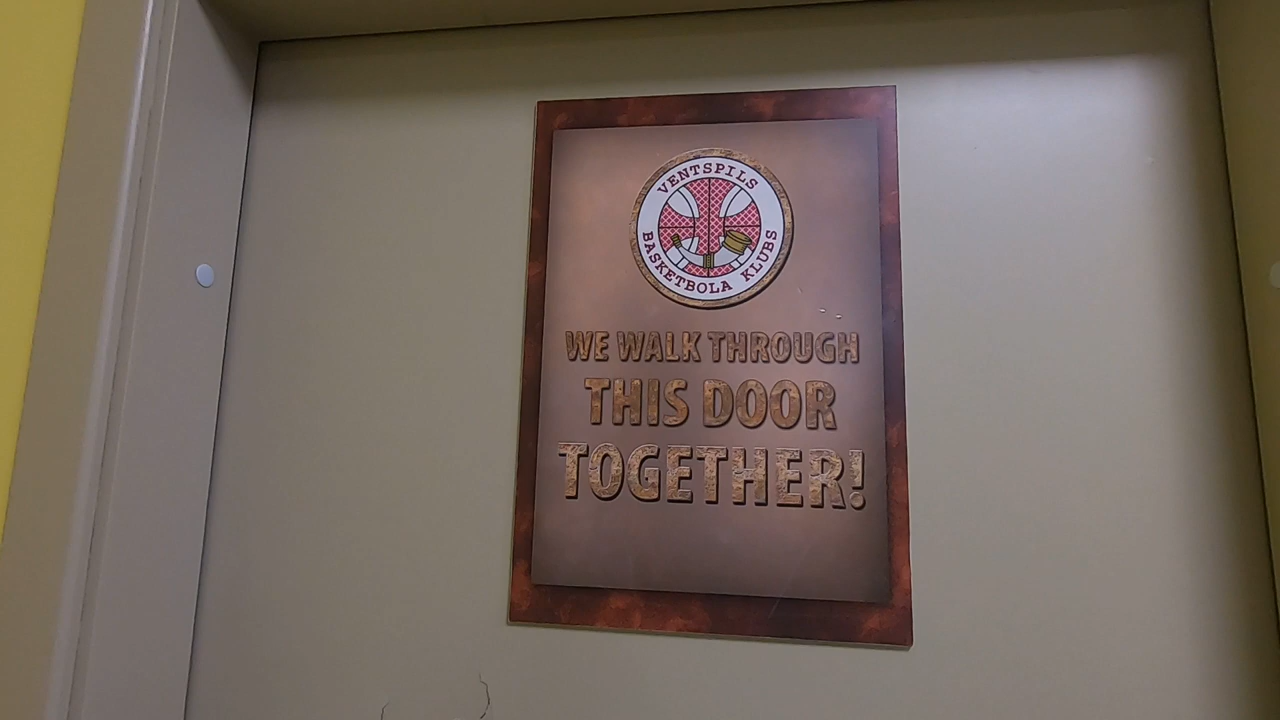 VENTSPILS
BASKETBOLA KLUBS
WE WALK THROUGH
THIS DOOR
TOGETHER!